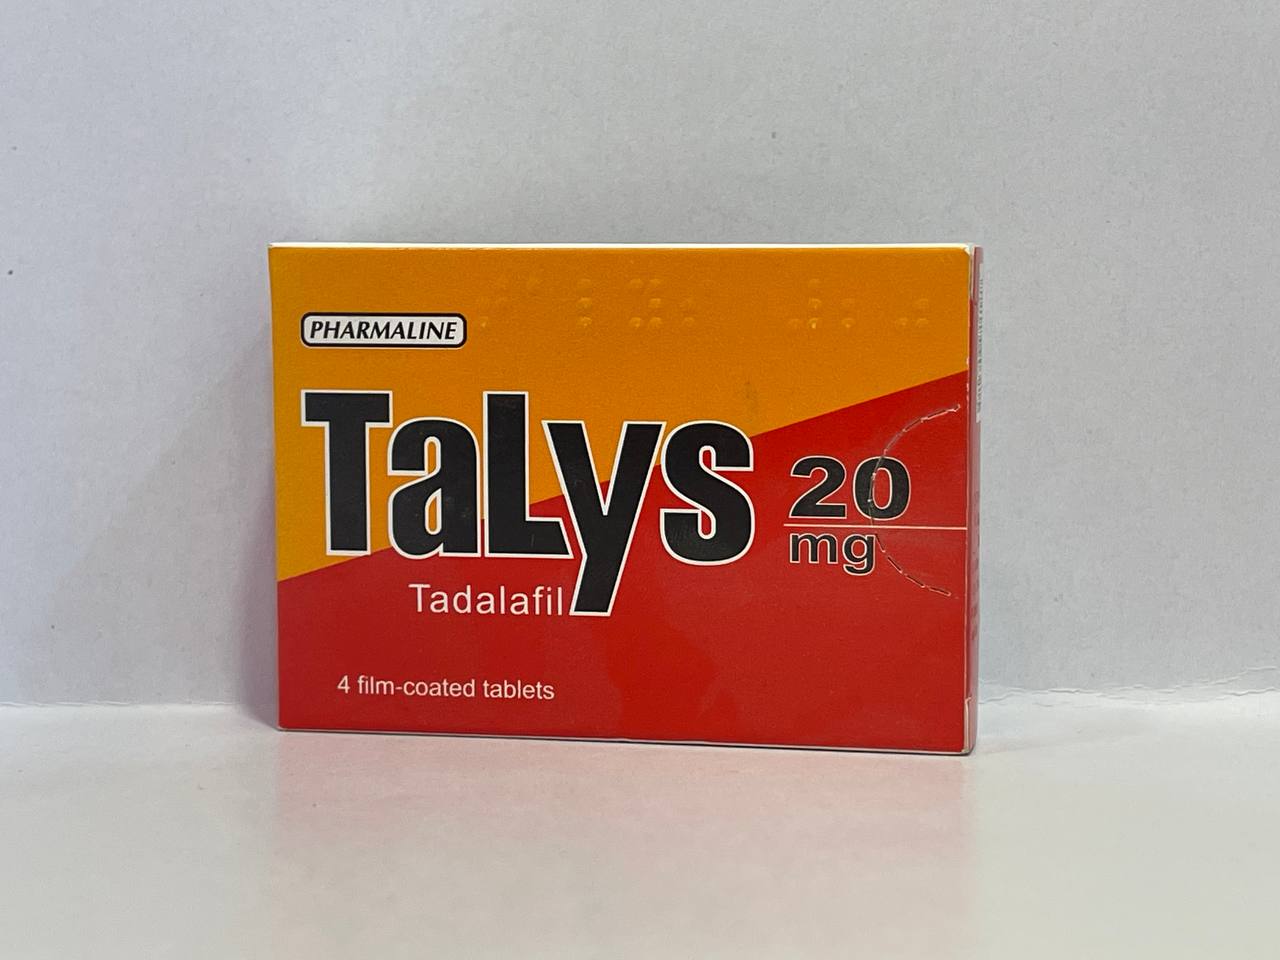 PHARMALINE
TaLys
20
mg
Tadalafil
4 film-coated tablets